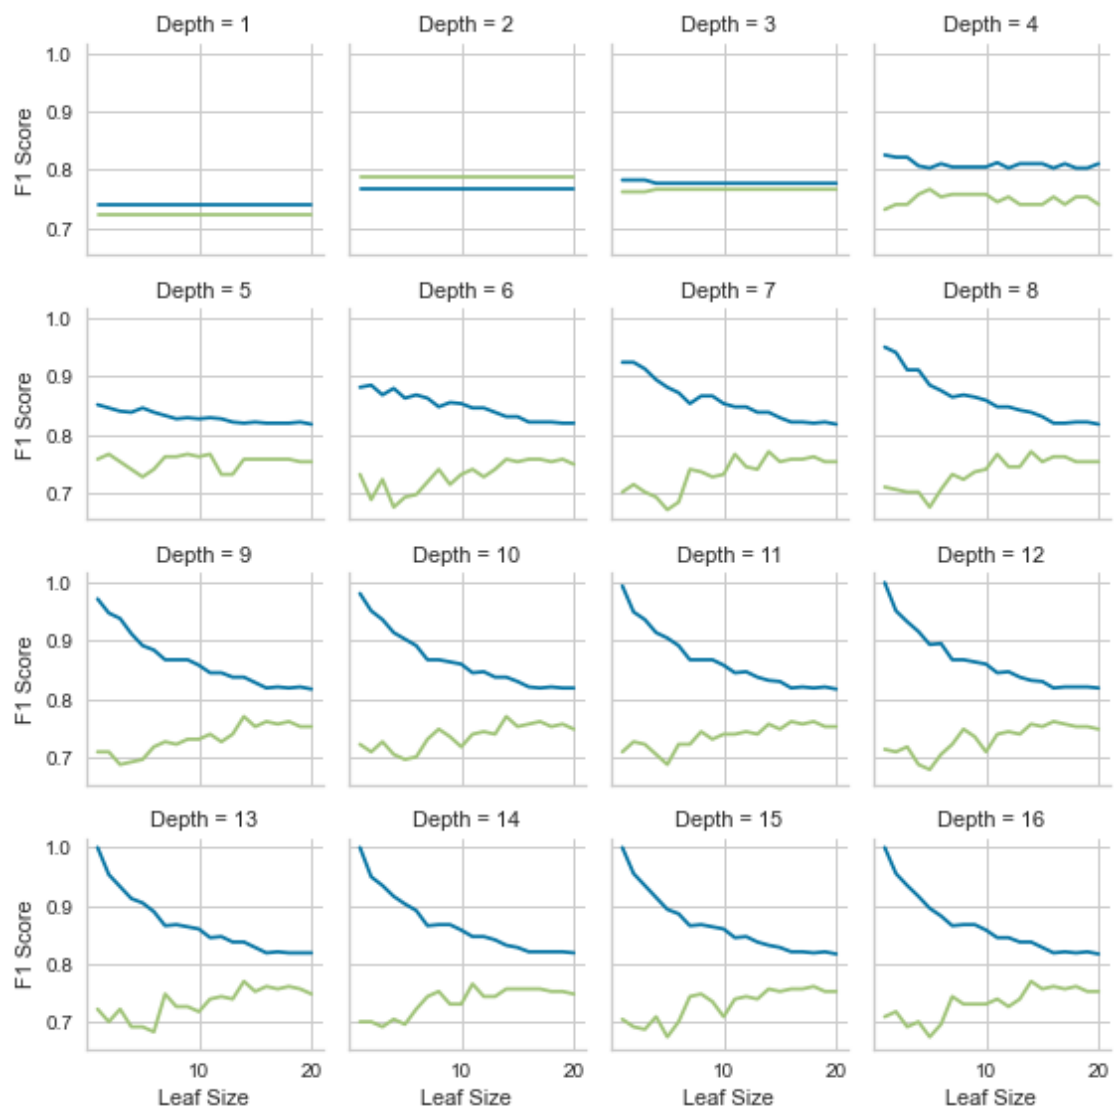 Depth = 1 Depth = 2 Depth = 3 Depth = 4
1.0
0.9
0.8
0.7
F1 Score
Depth = 5 Depth = 6 Depth = 7 Depth = 8
1.0
0.9
0.8
0.7
F1 Score
Depth = 9 Depth = 10 Depth = 11 Depth = 12
1.0
0.9
0.8
0.7
F1 Score
Depth = 13 Depth = 14 Depth = 15 Depth = 16
1.0
0.9
0.8
0.7
F1 Score
10 20 10 20 10 20 10 20
Leaf Size Leaf Size Leaf Size Leaf Size